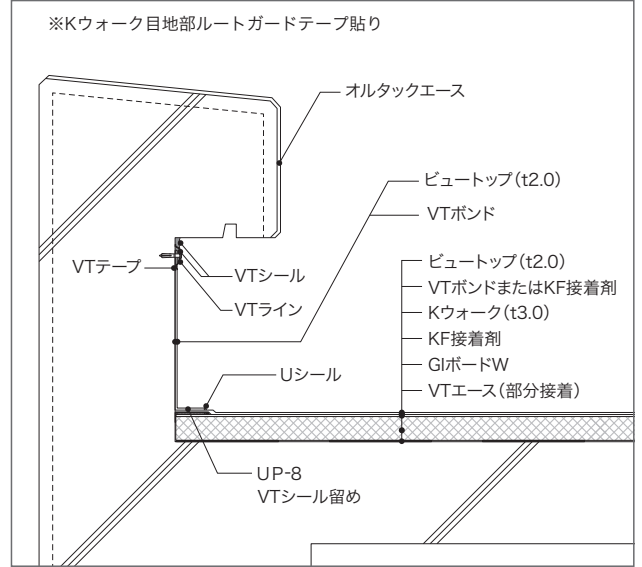 ※Kウォーク目地部ルートガードテープ貼り
オルタックエース
ビュートップ(t2.0)
VTボンド
VTテープ
VTシール
VTライン
ビュートップ(t2.0)
VTボンドまたはKF接着剤
Kウォーク(t3.0)
KF接着剤
GIボードW
VTエース(部分接着)
Uシール
UP-8
VTシール留め